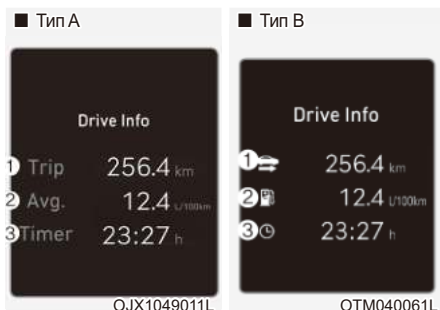 ■ Тип A
Drive Info
1 Trip 256.4 km
2 Avg. 12.4 L/100km
3 Timer 23:27 h
OJX1049011L
■ Тип B
Drive Info
1 256.4 km
2 12.4 L/100km
3 23:27 h
OTM040061L